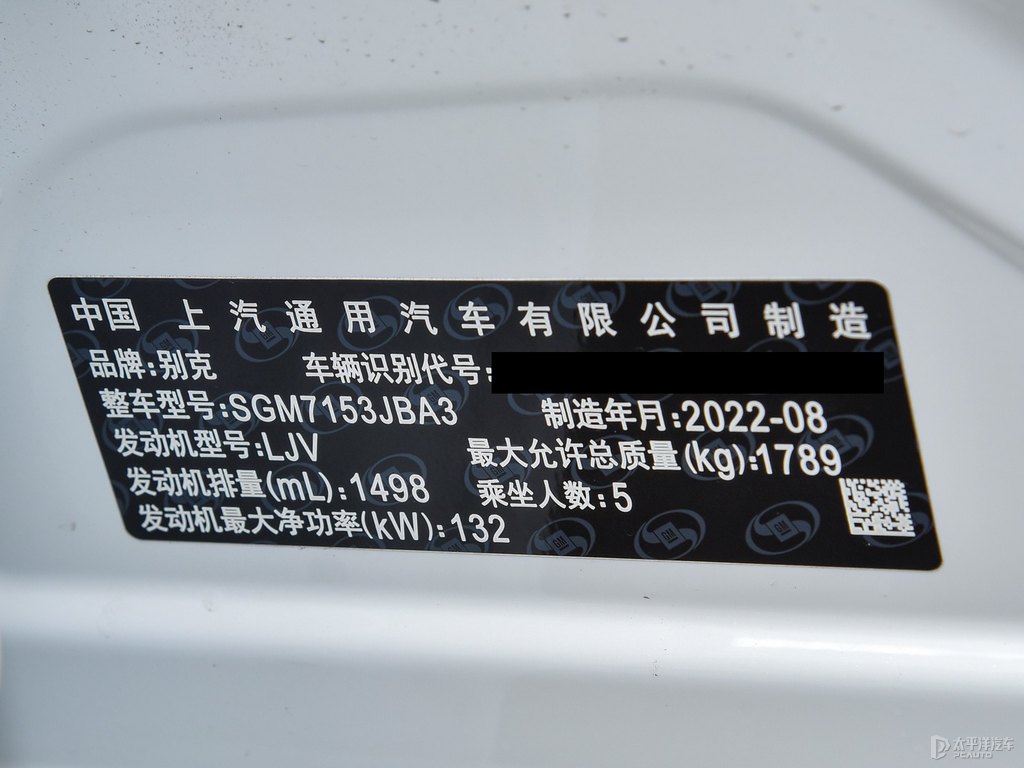 中国 上汽通用汽车有限公司制造
品牌:别克 车辆识别代号:
整车型号:SGM7153JBA3 制造年月:2022-08
发动机型号:LJV 最大允许总质量(kg):1789
发动机排量(mL):1498 乘坐人数:5
发动机最大净功率(kW):132
太平洋汽车
PCAUTO